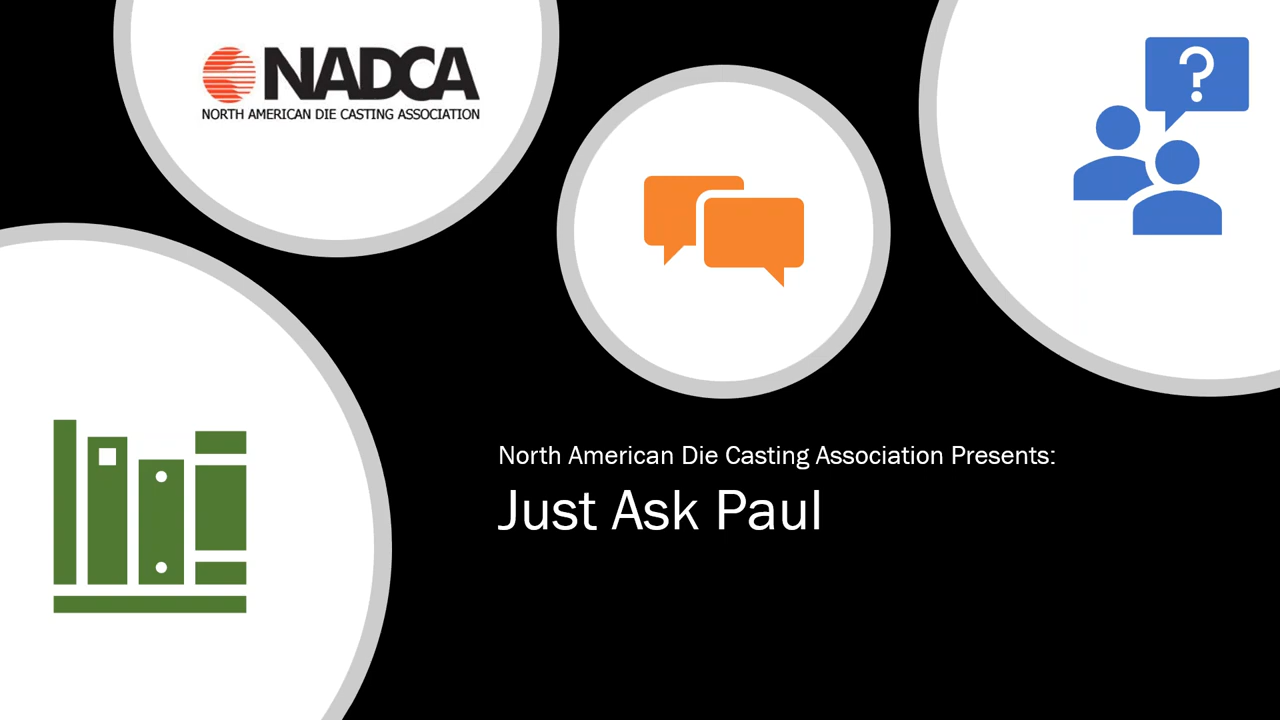 NADCA
NORTH AMERICAN DIE CASTING ASSOCIATION
?
North American Die Casting Association Presents:
Just Ask Paul